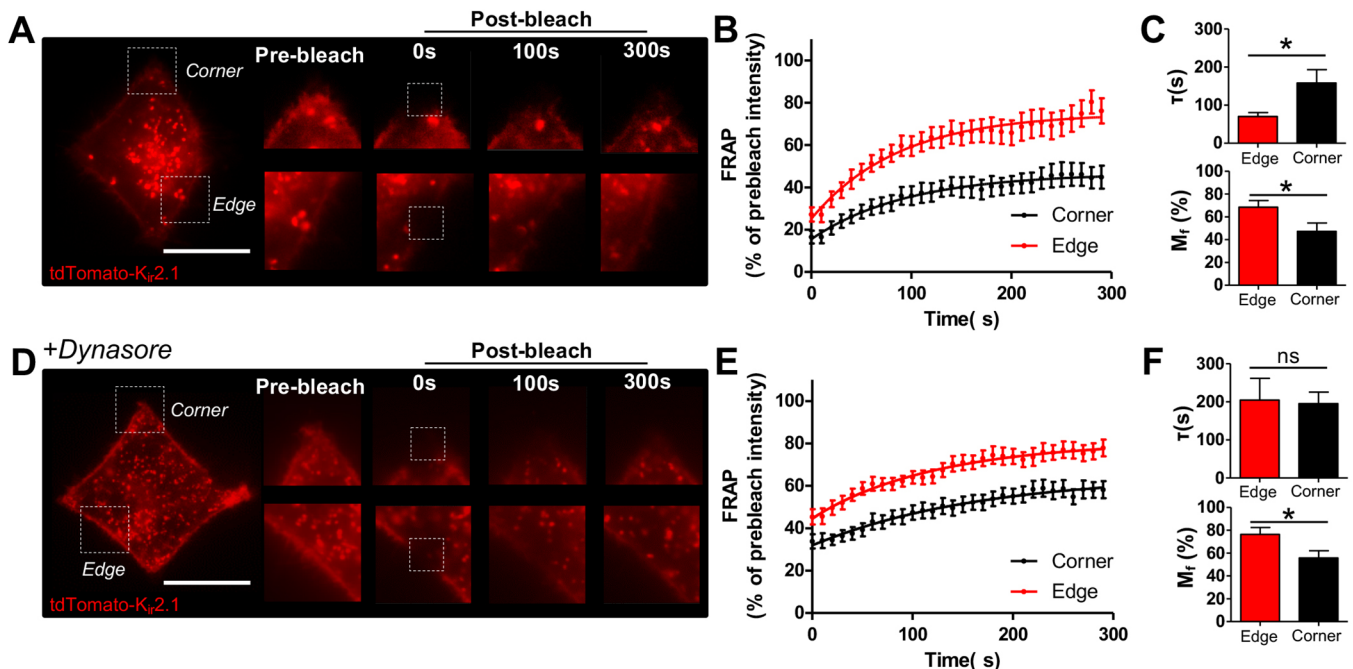 A
Post-bleach
Pre-bleach 0s 100s 300s
Corner
Edge
tdTomato-Kir2.1
B
FRAP
(% of prebleach intensity)
100
80
60
40
20
0
0 100 200 300
Time( s)
Corner
Edge
C
τ(s)
300
200
100
0
*
Edge Corner
Mf (%)
100
80
60
40
20
0
*
Edge Corner
+Dynasore
D
Post-bleach
Pre-bleach 0s 100s 300s
Corner
Edge
tdTomato-Kir2.1
E
FRAP
(% of prebleach intensity)
100
80
60
40
20
0
0 100 200 300
Time( s)
Corner
Edge
F
τ(s)
300
200
100
0
ns
Edge Corner
Mf (%)
100
80
60
40
20
0
*
Edge Corner